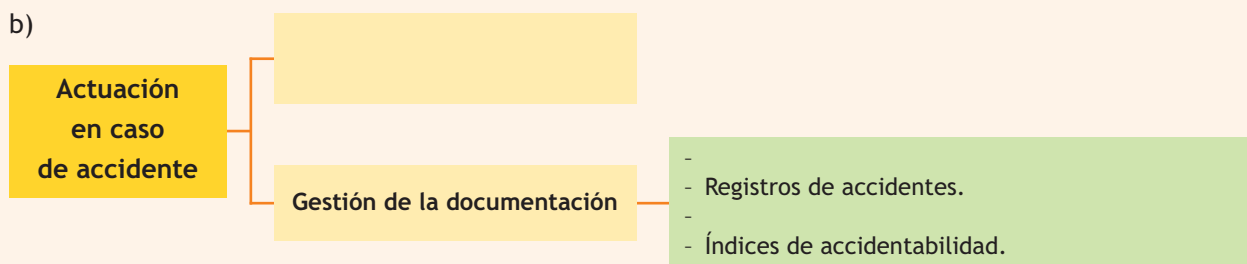 b)
Actuación
en caso
de accidente
Gestión de la documentación
-
- Registros de accidentes.
-
- Índices de accidentabilidad.